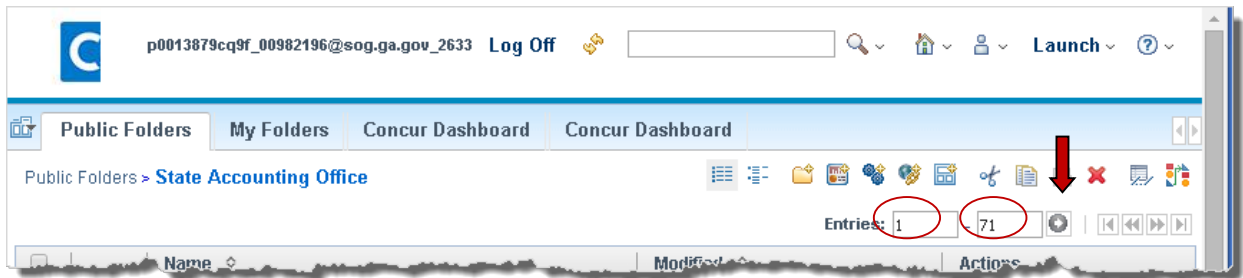 C p0013879cq9f_00982196@sog.ga.gov_2633 Log Off Launch ?
Public Folders My Folders Concur Dashboard Concur Dashboard
Public Folders > State Accounting Office
Entries: 1 - 71
Name Modified Actions